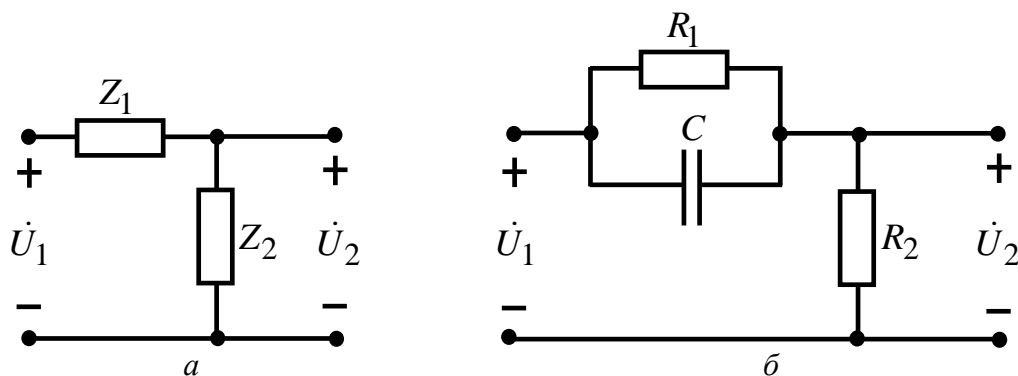 Z1
+ +
U̇1 Z2 U̇2
− −
а
R1
C
+ +
U̇1 R2 U̇2
− −
б